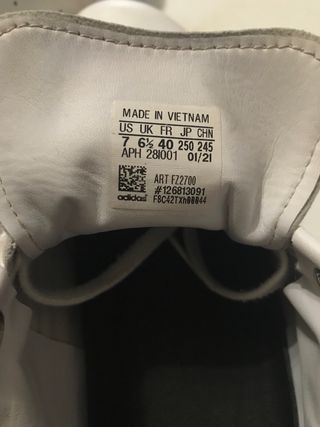 MADE IN VIETNAM
US UK FR JP CHN
7 6½ 40 250 245
APH 281001 01/21
ART FZ2700
#126813091
adidas F8C42TXh00044